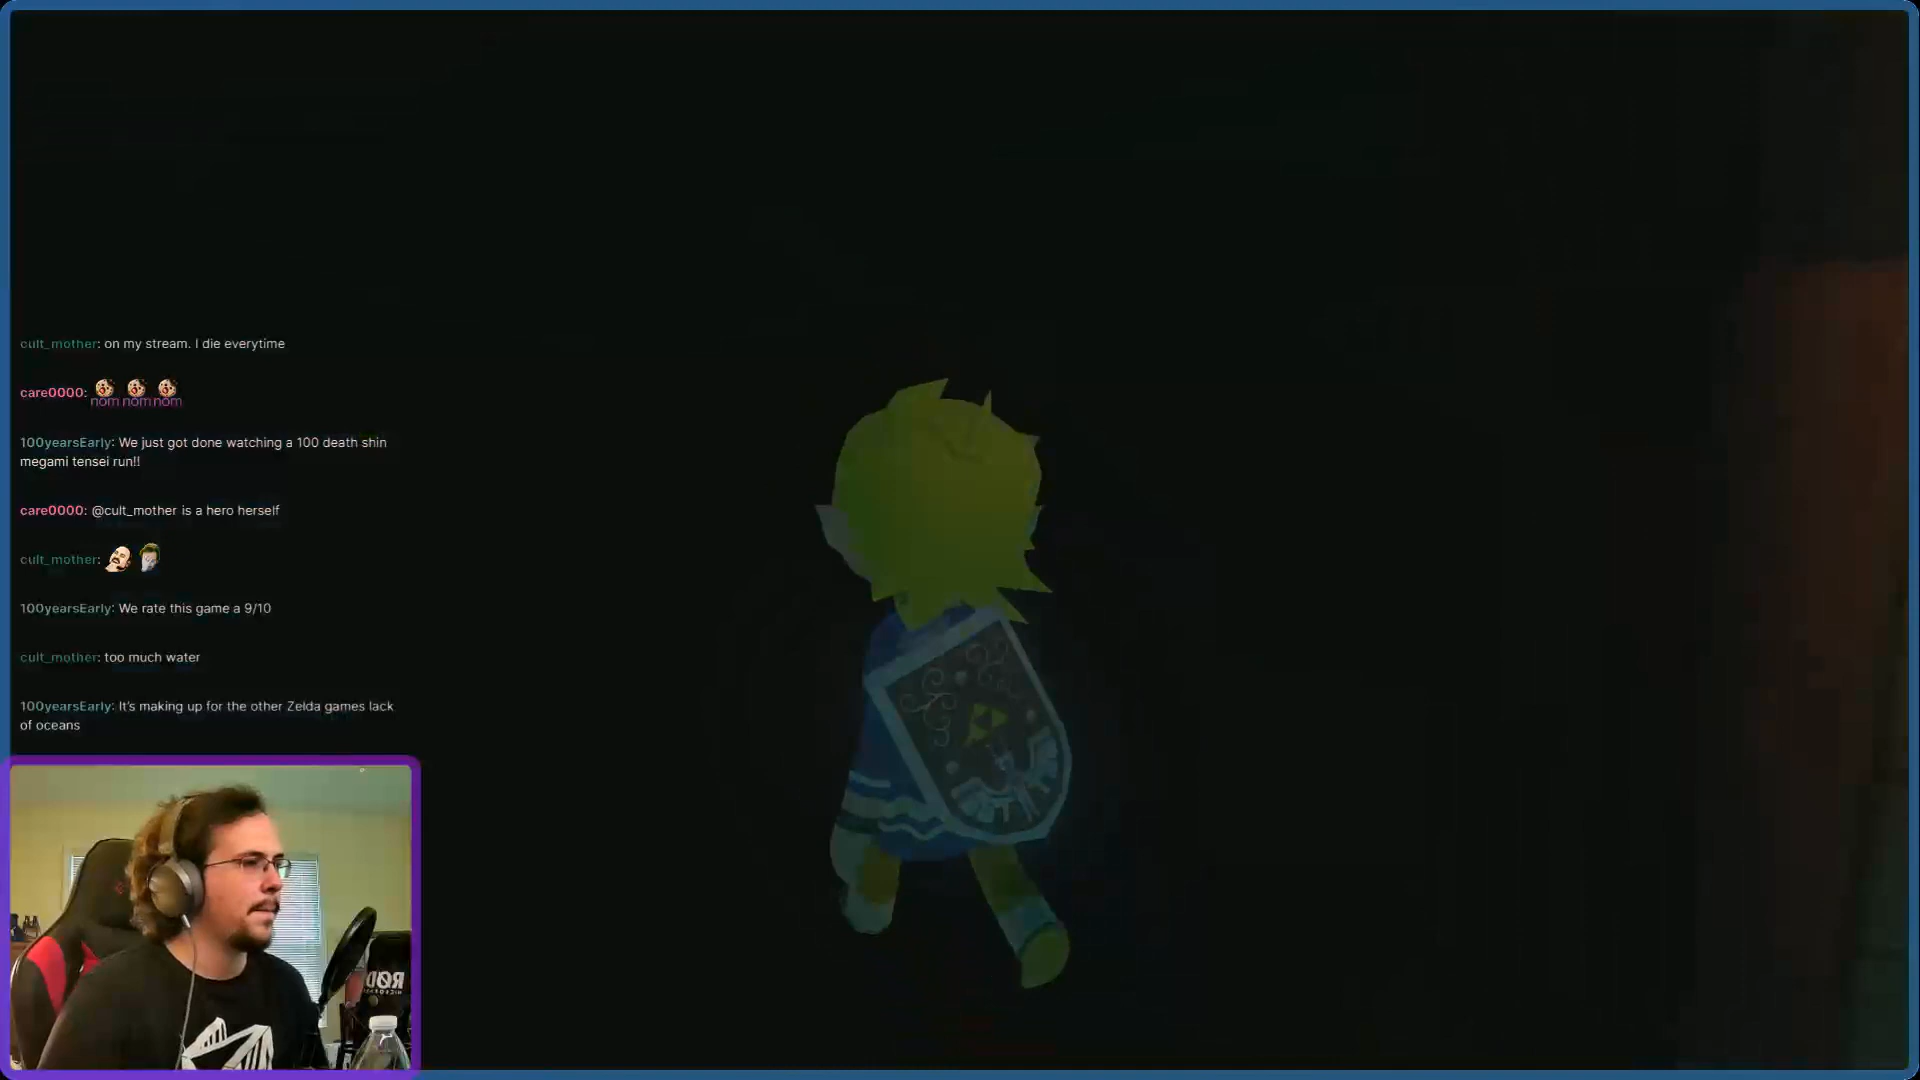 cult_mother: on my stream. I die everytime
care0000: nom nom nom
100yearsEarly: We just got done watching a 100 death shin
megami tensei run!!
care0000: @cult_mother is a hero herself
cult_mother:
100yearsEarly: We rate this game a 9/10
cult_mother: too much water
100yearsEarly: It's making up for the other Zelda games lack
of oceans
RØD